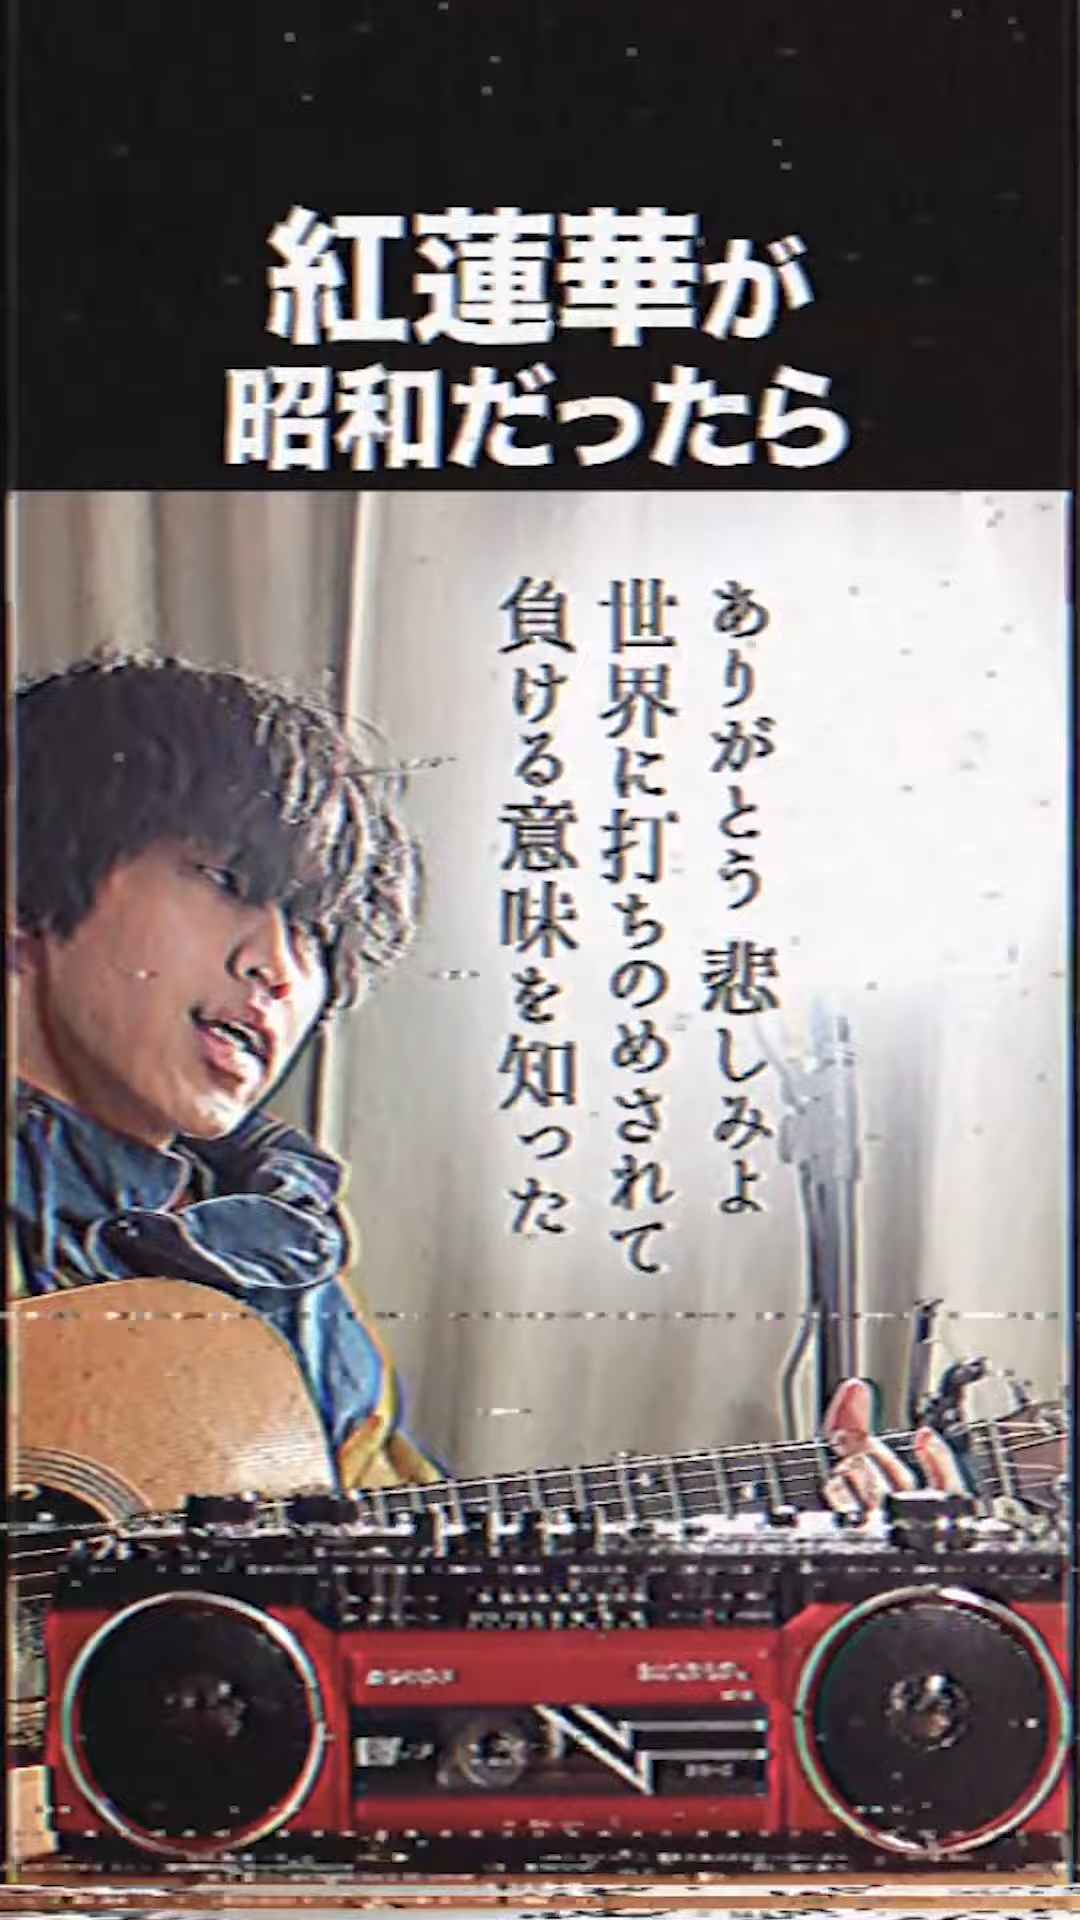 紅蓮華が
昭和だったら
ありがとう 悲しみよ
世界に打ちのめされて
負ける意味を知った